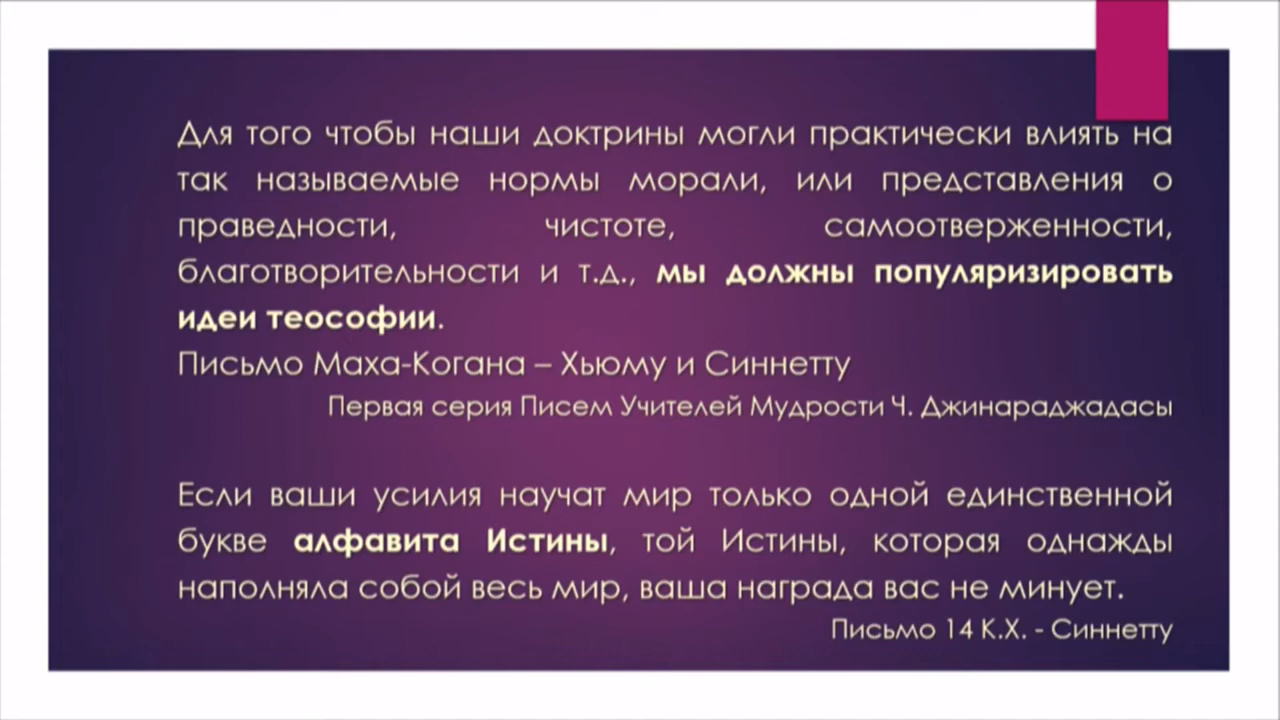 Для того чтобы наши доктрины могли практически влиять на
так называемые нормы морали, или представления о
праведности, чистоте, самоотверженности,
благотворительности и т.д., мы должны популяризировать
идеи теософии.
Письмо Маха-Когана – Хьюму и Синнетту
Первая серия Писем Учителей Мудрости Ч. Джинараджадасы
Если ваши усилия научат мир только одной единственной
букве алфавита Истины, той Истины, которая однажды
наполняла собой весь мир, ваша награда вас не минует.
Письмо 14 К.Х. - Синнетту